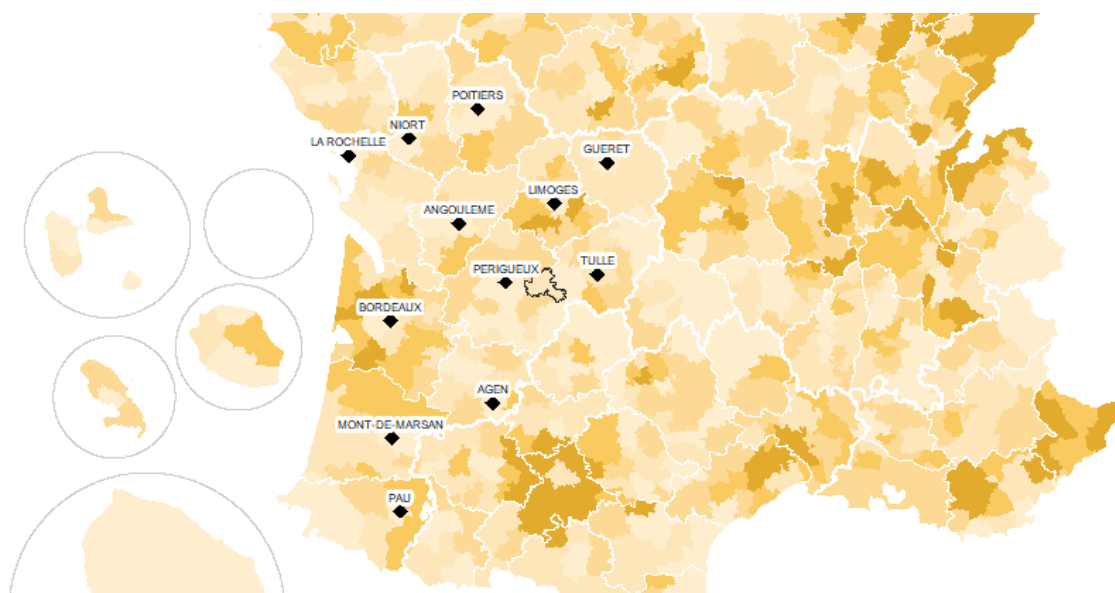 POITIERS
NIORT
LA ROCHELLE
GUERET
LIMOGES
ANGOULEME
PERIGUEUX
TULLE
BORDEAUX
AGEN
MONT-DE-MARSAN
PAU